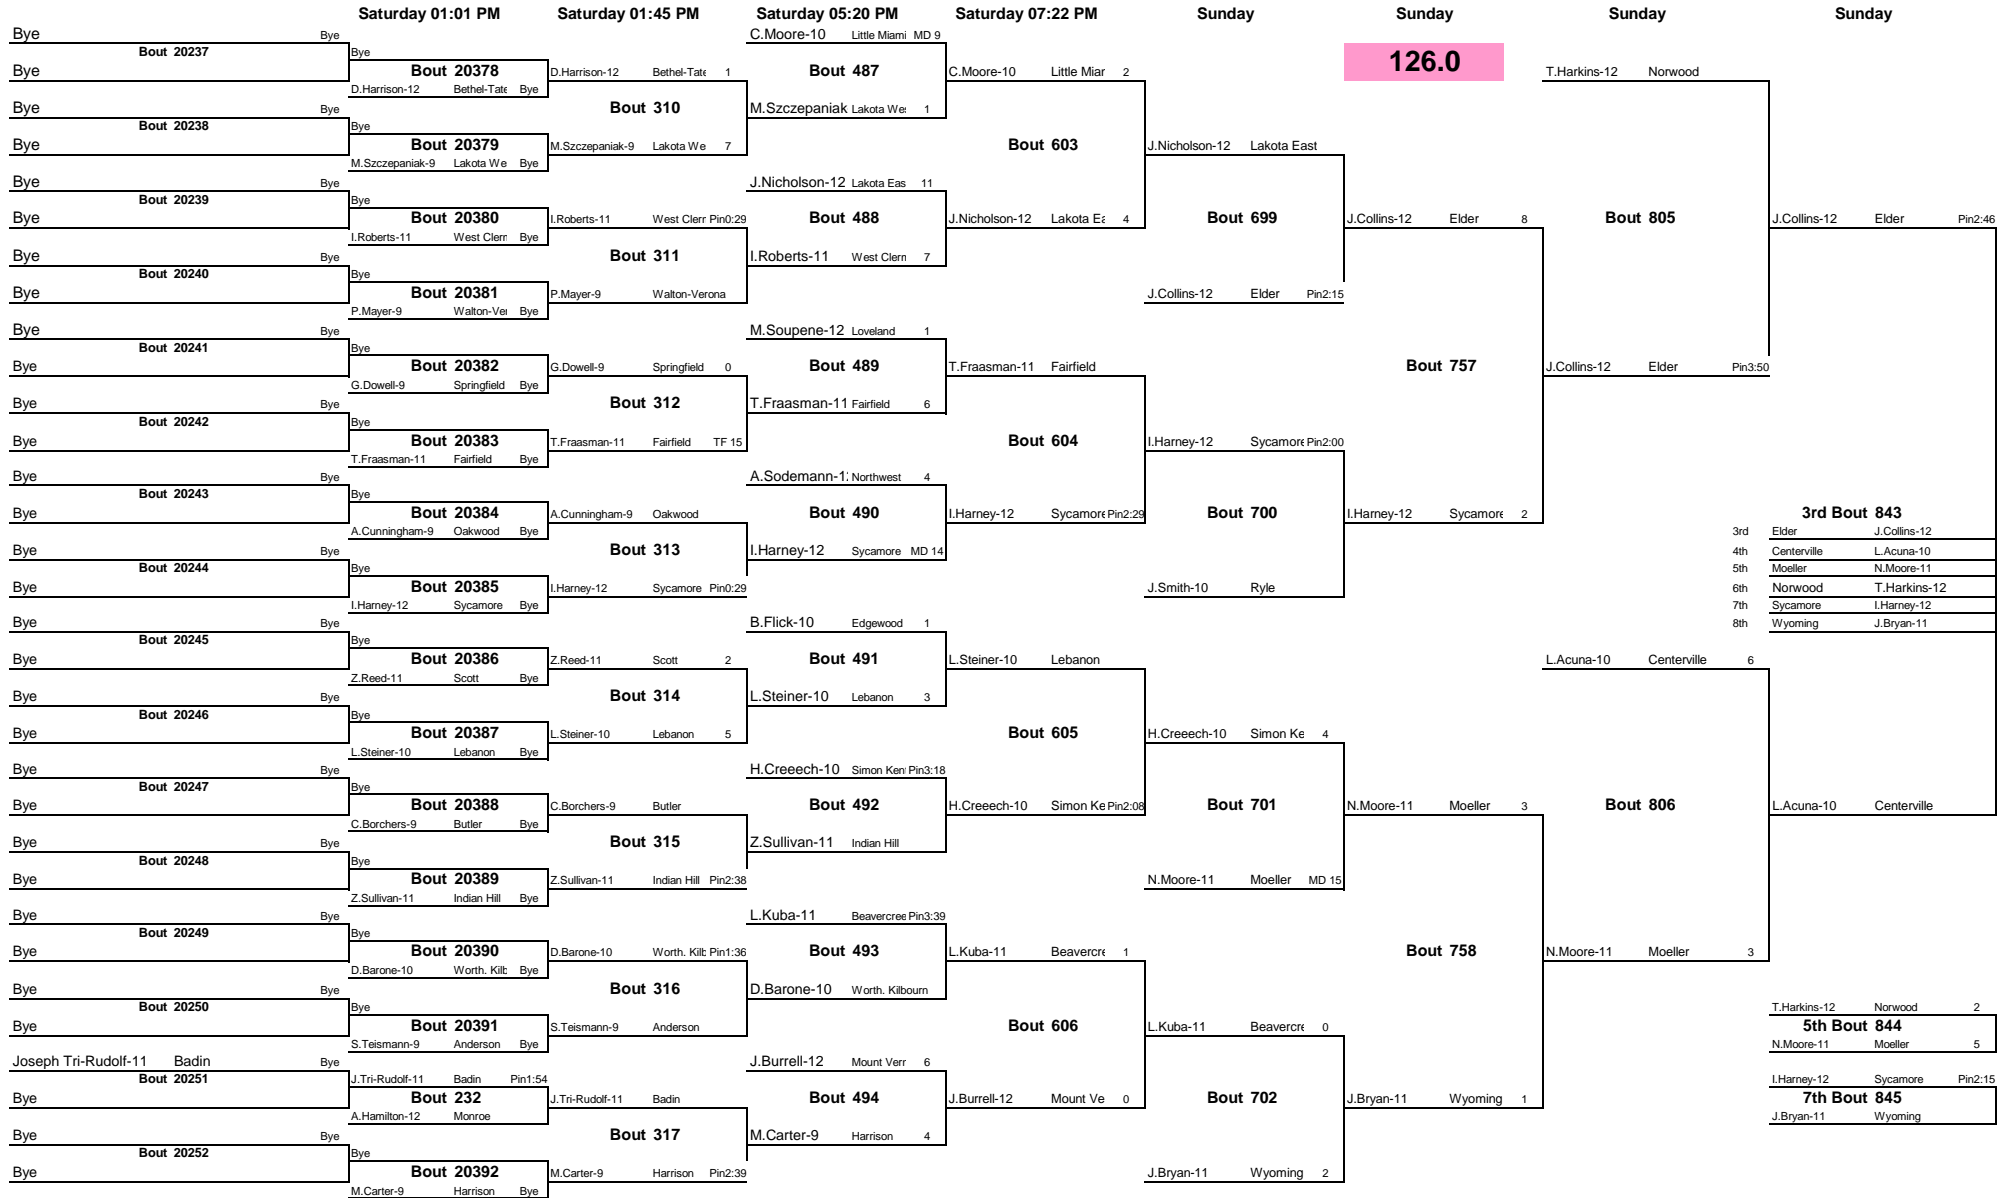 Saturday 01:01 PM Saturday 01:45 PM Saturday 05:20 PM Saturday 07:22 PM Sunday Sunday Sunday Sunday
126.0
Bye Bye
Bout 20237
Bye
Bye Bye
Bout 20238
Bye
Bye Bye
Bout 20239
Bye
Bye Bye
Bout 20240
Bye
Bye Bye
Bout 20241
Bye
Bye Bye
Bout 20242
Bye
Bye Bye
Bout 20243
Bye
Bye Bye
Bout 20244
Bye
Bye Bye
Bout 20245
Bye
Bye Bye
Bout 20246
Bye
Bye Bye
Bout 20247
Bye
Bye Bye
Bout 20248
Bye
Bye Bye
Bout 20249
Bye
Bye Bye
Bout 20250
Bye
Joseph Tri-Rudolf-11 Badin Bye
Bout 20251
Bye
Bye Bye
Bout 20252
Bye
Bye
Bout 20378
D.Harrison-12 Bethel-Tate Bye
Bye
Bout 20379
M.Szczepaniak-9 Lakota We Bye
Bye
Bout 20380
I.Roberts-11 West Clern Bye
Bye
Bout 20381
P.Mayer-9 Walton-Ver Bye
Bye
Bout 20382
G.Dowell-9 Springfield Bye
Bye
Bout 20383
T.Fraasman-11 Fairfield Bye
Bye
Bout 20384
A.Cunningham-9 Oakwood Bye
Bye
Bout 20385
I.Harney-12 Sycamore Bye
Bye
Bout 20386
Z.Reed-11 Scott Bye
Bye
Bout 20387
L.Steiner-10 Lebanon Bye
Bye
Bout 20388
C.Borchers-9 Butler Bye
Bye
Bout 20389
Z.Sullivan-11 Indian Hill Bye
Bye
Bout 20390
D.Barone-10 Worth. Kilb Bye
Bye
Bout 20391
S.Teismann-9 Anderson Bye
J.Tri-Rudolf-11 Badin Pin1:54
Bout 232
A.Hamilton-12 Monroe
Bye
Bout 20392
M.Carter-9 Harrison Bye
D.Harrison-12 Bethel-Tate 1
Bout 310
M.Szczepaniak-9 Lakota We 7
I.Roberts-11 West Clerr Pin0:29
Bout 311
P.Mayer-9 Walton-Verona
G.Dowell-9 Springfield 0
Bout 312
T.Fraasman-11 Fairfield TF 15
A.Cunningham-9 Oakwood
Bout 313
I.Harney-12 Sycamore Pin0:29
Z.Reed-11 Scott 2
Bout 314
L.Steiner-10 Lebanon 5
C.Borchers-9 Butler
Bout 315
Z.Sullivan-11 Indian Hill Pin2:38
D.Barone-10 Worth. Kilb Pin1:36
Bout 316
S.Teismann-9 Anderson
J.Tri-Rudolf-11 Badin
Bout 317
M.Carter-9 Harrison Pin2:39
C.Moore-10 Little Miami MD 9
Bout 487
M.Szczepaniak Lakota Wes 1
J.Nicholson-12 Lakota Eas 11
Bout 488
I.Roberts-11 West Clern 7
M.Soupene-12 Loveland 1
Bout 489
T.Fraasman-11 Fairfield 6
A.Sodemann-1 Northwest 4
Bout 490
I.Harney-12 Sycamore MD 14
B.Flick-10 Edgewood 1
Bout 491
L.Steiner-10 Lebanon 3
H.Creeech-10 Simon Ken Pin3:18
Bout 492
Z.Sullivan-11 Indian Hill
L.Kuba-11 Beavercree Pin3:39
Bout 493
D.Barone-10 Worth. Kilbourn
J.Burrell-12 Mount Verr 6
Bout 494
M.Carter-9 Harrison 4
C.Moore-10 Little Miar 2
Bout 603
J.Nicholson-12 Lakota Ea 4
T.Fraasman-11 Fairfield
Bout 604
I.Harney-12 Sycamore Pin2:29
L.Steiner-10 Lebanon
Bout 605
H.Creeech-10 Simon Ke Pin2:08
L.Kuba-11 Beavercre 1
Bout 606
J.Burrell-12 Mount Ve 0
J.Nicholson-12 Lakota East
Bout 699
J.Collins-12 Elder Pin2:15
I.Harney-12 Sycamore Pin2:00
Bout 700
J.Smith-10 Ryle
H.Creeech-10 Simon Ke 4
Bout 701
N.Moore-11 Moeller MD 15
L.Kuba-11 Beavercre 0
Bout 702
J.Bryan-11 Wyoming 2
J.Collins-12 Elder 8
Bout 757
I.Harney-12 Sycamore 2
N.Moore-11 Moeller 3
Bout 758
J.Bryan-11 Wyoming 1
T.Harkins-12 Norwood
Bout 805
J.Collins-12 Elder Pin3:50
L.Acuna-10 Centerville 6
Bout 806
N.Moore-11 Moeller 3
J.Collins-12 Elder Pin2:46
3rd Bout 843
3rd Elder J.Collins-12
4th Centerville L.Acuna-10
5th Moeller N.Moore-11
6th Norwood T.Harkins-12
7th Sycamore I.Harney-12
8th Wyoming J.Bryan-11
L.Acuna-10 Centerville
T.Harkins-12 Norwood 2
5th Bout 844
N.Moore-11 Moeller 5
I.Harney-12 Sycamore Pin2:15
7th Bout 845
J.Bryan-11 Wyoming